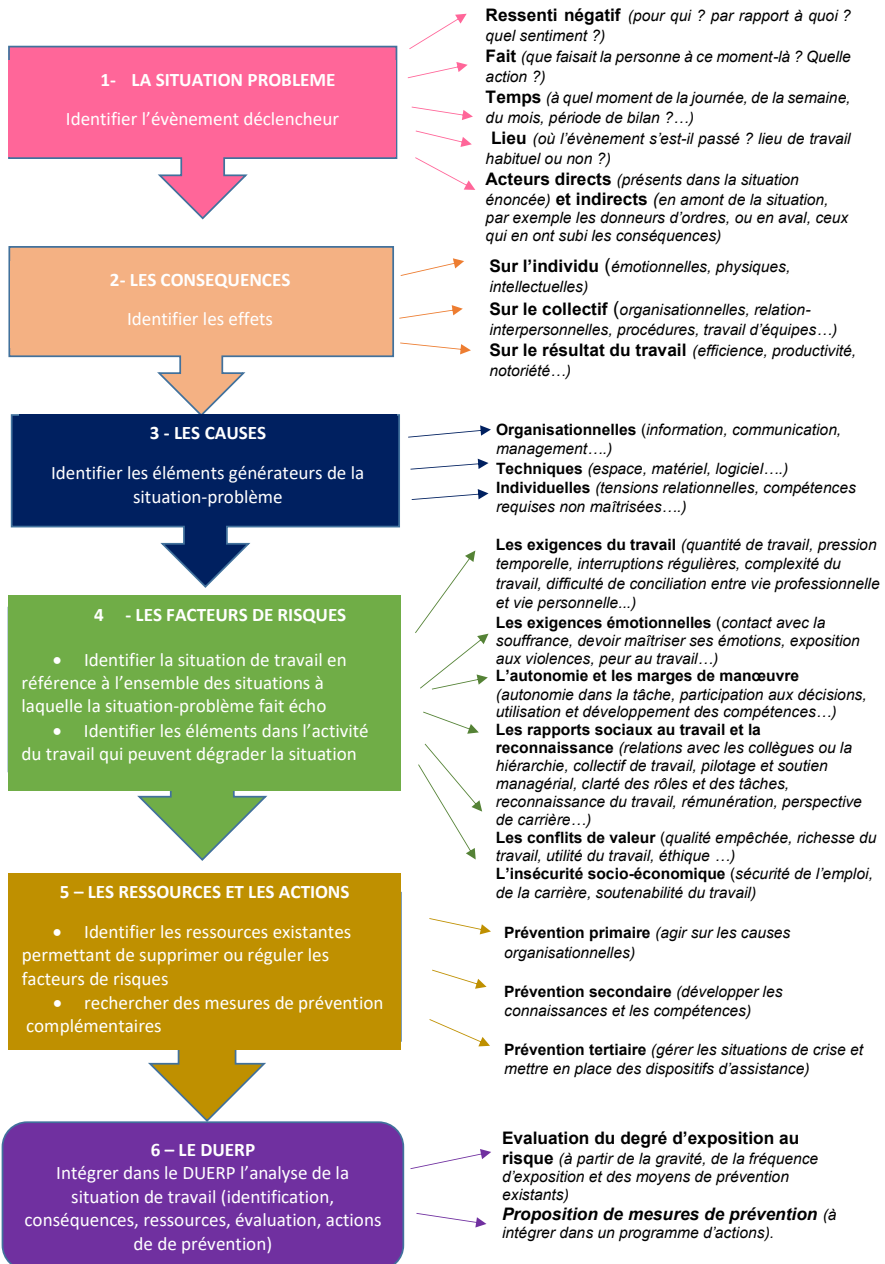 1- LA SITUATION PROBLEME
Identifier l'évènement déclencheur
Ressenti négatif (pour qui ? par rapport à quoi ?
quel sentiment ?)
Fait (que faisait la personne à ce moment-là ? Quelle
action ?)
Temps (à quel moment de la journée, de la semaine,
du mois, période de bilan ?…)
Lieu (où l'évènement s'est-il passé ? lieu de travail
habituel ou non ?)
Acteurs directs (présents dans la situation
énoncée) et indirects (en amont de la situation,
par exemple les donneurs d'ordres, ou en aval, ceux
qui en ont subi les conséquences)
2- LES CONSEQUENCES
Identifier les effets
Sur l'individu (émotionnelles, physiques,
intellectuelles)
Sur le collectif (organisationnelles, relation-
interpersonnelles, procédures, travail d'équipes…)
Sur le résultat du travail (efficience, productivité,
notoriété…)
3 - LES CAUSES
Identifier les éléments générateurs de la
situation-problème
Organisationnelles (information, communication,
management….)
Techniques (espace, matériel, logiciel….)
Individuelles (tensions relationnelles, compétences
requises non maîtrisées….)
4 - LES FACTEURS DE RISQUES
• Identifier la situation de travail en
référence à l'ensemble des situations à
laquelle la situation-problème fait écho
• Identifier les éléments dans l'activité
du travail qui peuvent dégrader la situation
Les exigences du travail (quantité de travail, pression
temporelle, interruptions régulières, complexité du
travail, difficulté de conciliation entre vie professionnelle
et vie personnelle...)
Les exigences émotionnelles (contact avec la
souffrance, devoir maîtriser ses émotions, exposition
aux violences, peur au travail…)
L'autonomie et les marges de manœuvre
(autonomie dans la tâche, participation aux décisions,
utilisation et développement des compétences…)
Les rapports sociaux au travail et la
reconnaissance (relations avec les collègues ou la
hiérarchie, collectif de travail, pilotage et soutien
managérial, clarté des rôles et des tâches,
reconnaissance du travail, rémunération, perspective
de carrière…)
Les conflits de valeur (qualité empêchée, richesse du
travail, utilité du travail, éthique …)
L'insécurité socio-économique (sécurité de l'emploi,
de la carrière, soutenabilité du travail)
5 – LES RESSOURCES ET LES ACTIONS
• Identifier les ressources existantes
permettant de supprimer ou réguler les
facteurs de risques
• rechercher des mesures de prévention
complémentaires
Prévention primaire (agir sur les causes
organisationnelles)
Prévention secondaire (développer les
connaissances et les compétences)
Prévention tertiaire (gérer les situations de crise et
mettre en place des dispositifs d'assistance)
6 – LE DUERP
Intégrer dans le DUERP l'analyse de la
situation de travail (identification,
conséquences, ressources, évaluation, actions
de de prévention)
Evaluation du degré d'exposition au
risque (à partir de la gravité, de la fréquence
d'exposition et des moyens de prévention
existants)
Proposition de mesures de prévention (à
intégrer dans un programme d'actions).